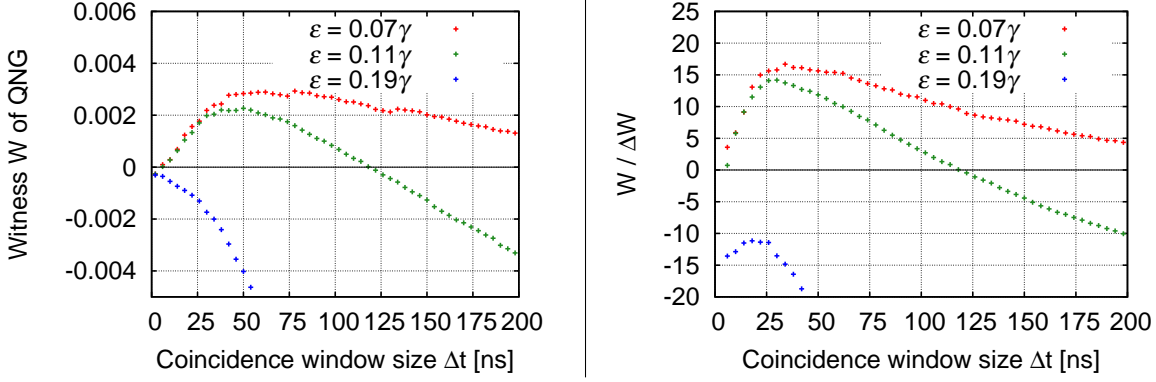 Witness W of QNG
0.006
0.004
0.002
0
-0.002
-0.004
ε = 0.07γ
ε = 0.11γ
ε = 0.19γ
0 25 50 75 100 125 150 175 200
Coincidence window size Δt [ns]
W / ΔW
25
20
15
10
5
0
-5
-10
-15
-20
ε = 0.07γ
ε = 0.11γ
ε = 0.19γ
0 25 50 75 100 125 150 175 200
Coincidence window size Δt [ns]